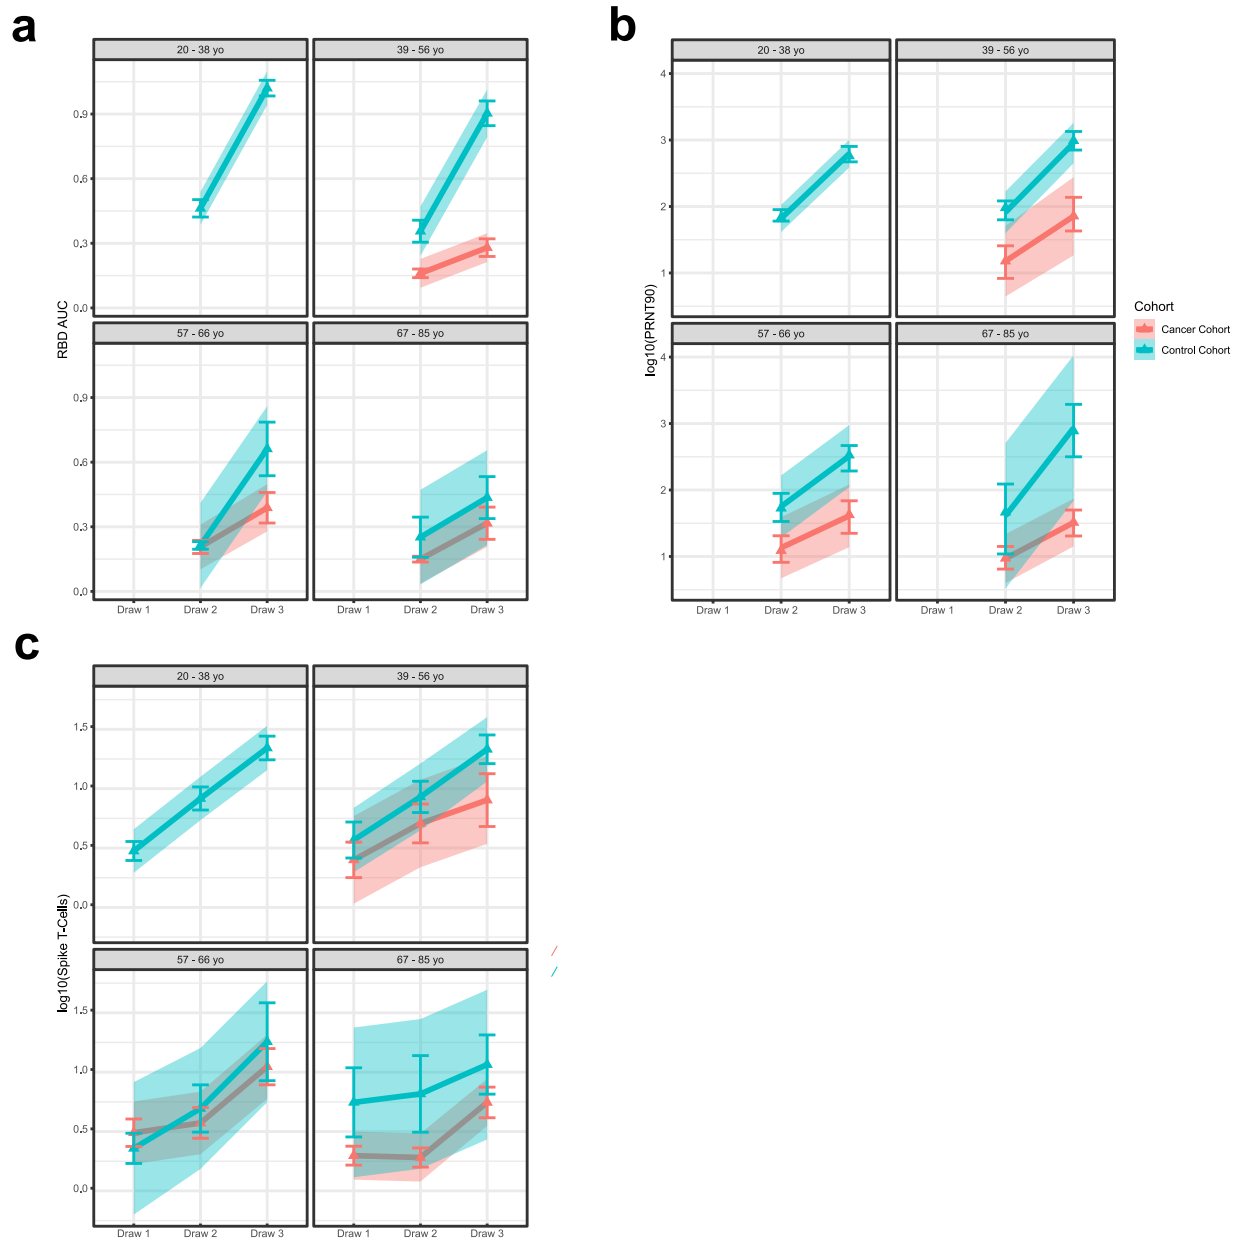 a
20 - 38 yo
39 - 56 yo
0.9
0.6
0.3
0.0
RBD AUC
57 - 66 yo
67 - 85 yo
0.9
0.6
0.3
0.0
Draw 1 Draw 2 Draw 3 Draw 1 Draw 2 Draw 3
b
20 - 38 yo
39 - 56 yo
4
3
2
1
log10(PRNT90)
57 - 66 yo
67 - 85 yo
4
3
2
1
Draw 1 Draw 2 Draw 3 Draw 1 Draw 2 Draw 3
Cohort
Cancer Cohort
Control Cohort
c
20 - 38 yo
39 - 56 yo
1.5
1.0
0.5
0.0
log10(Spike T-Cells)
57 - 66 yo
67 - 85 yo
1.5
1.0
0.5
0.0
Draw 1 Draw 2 Draw 3 Draw 1 Draw 2 Draw 3